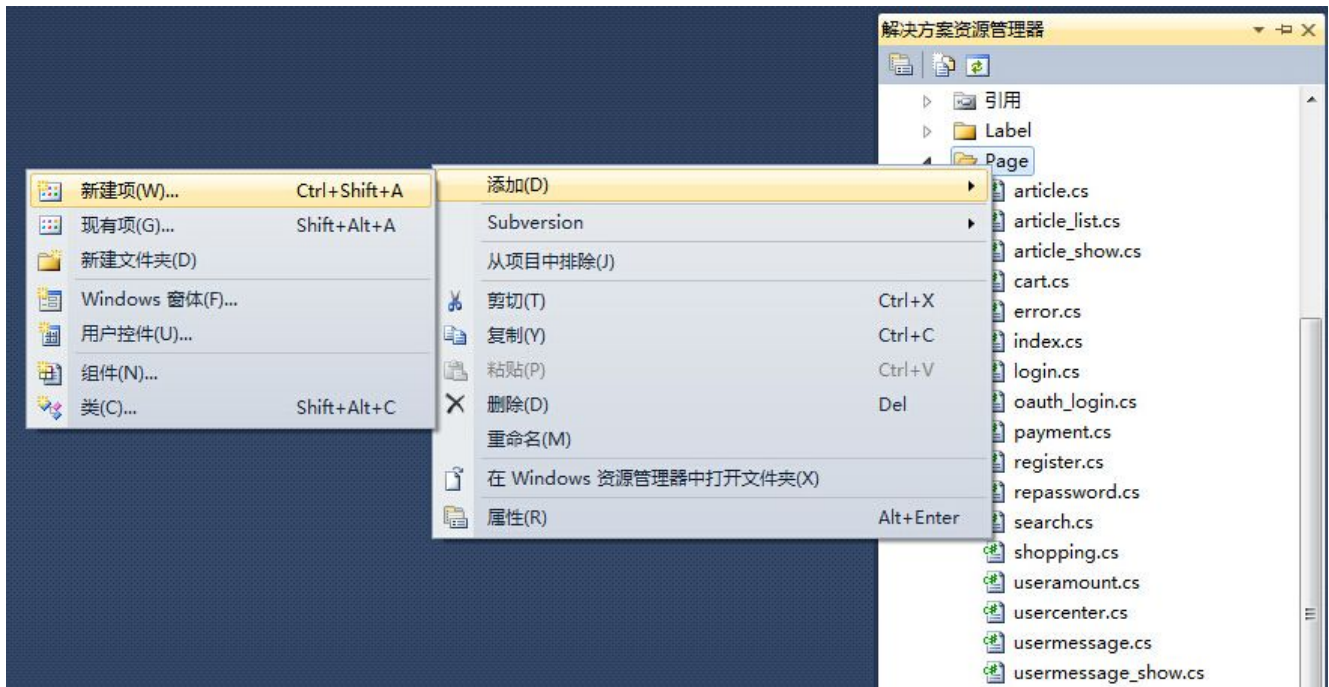 解决方案资源管理器
引用
Label
Page
article.cs
article_list.cs
article_show.cs
cart.cs
error.cs
index.cs
login.cs
oauth_login.cs
payment.cs
register.cs
repassword.cs
search.cs
shopping.cs
useramount.cs
usercenter.cs
usermessage.cs
usermessage_show.cs
添加(D)
Subversion
从项目中排除(J)
剪切(T) Ctrl+X
复制(Y) Ctrl+C
粘贴(P) Ctrl+V
删除(D) Del
重命名(M)
在 Windows 资源管理器中打开文件夹(X)
属性(R) Alt+Enter
新建项(W)... Ctrl+Shift+A
现有项(G)... Shift+Alt+A
新建文件夹(D)
Windows 窗体(F)...
用户控件(U)...
组件(N)...
类(C)... Shift+Alt+C